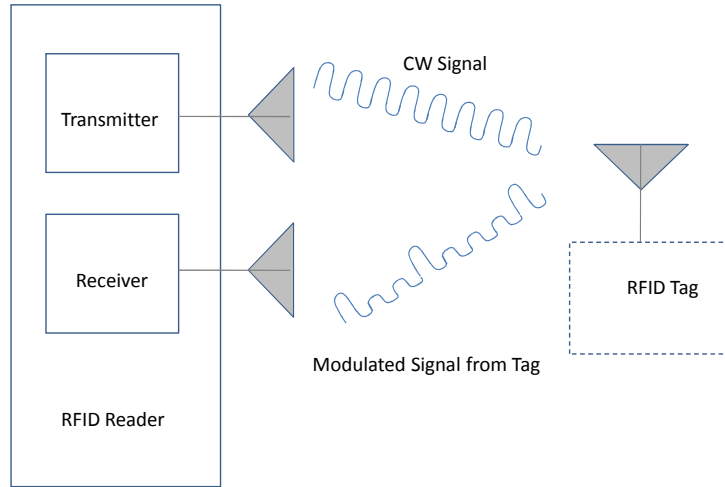 CW Signal
Transmitter
Receiver
RFID Tag
Modulated Signal from Tag
RFID Reader